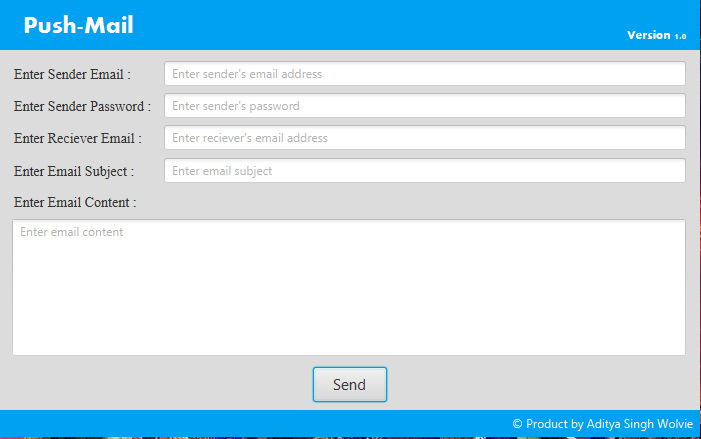 Push-Mail
Version 1.0
Enter Sender Email : Enter sender's email address
Enter Sender Password : Enter sender's password
Enter Reciever Email : Enter reciever's email address
Enter Email Subject : Enter email subject
Enter Email Content :
Enter email content
Send
© Product by Aditya Singh Wolvie